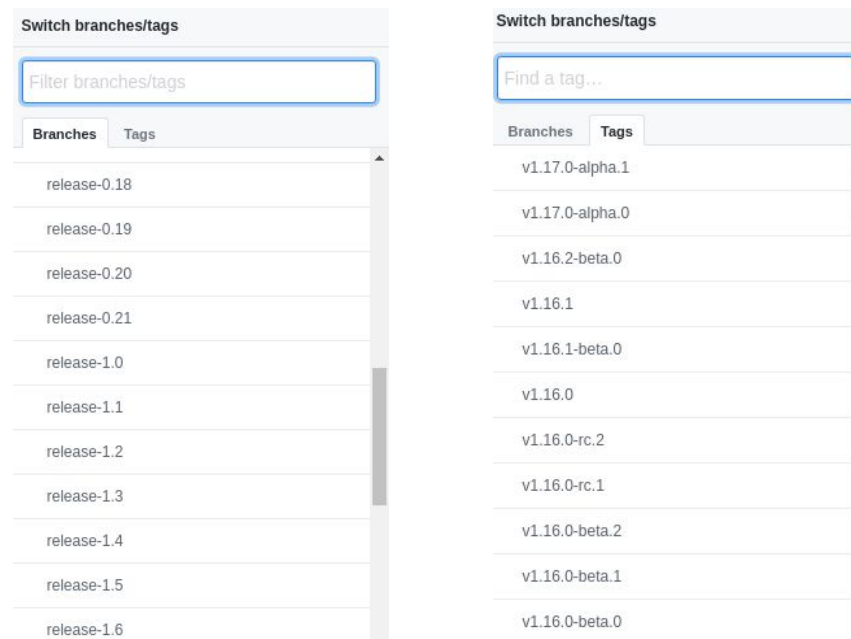 Switch branches/tags
Filter branches/tags
Branches Tags
release-0.18
release-0.19
release-0.20
release-0.21
release-1.0
release-1.1
release-1.2
release-1.3
release-1.4
release-1.5
release-1.6
Switch branches/tags
Find a tag…
Branches Tags
v1.17.0-alpha.1
v1.17.0-alpha.0
v1.16.2-beta.0
v1.16.1
v1.16.1-beta.0
v1.16.0
v1.16.0-rc.2
v1.16.0-rc.1
v1.16.0-beta.2
v1.16.0-beta.1
v1.16.0-beta.0